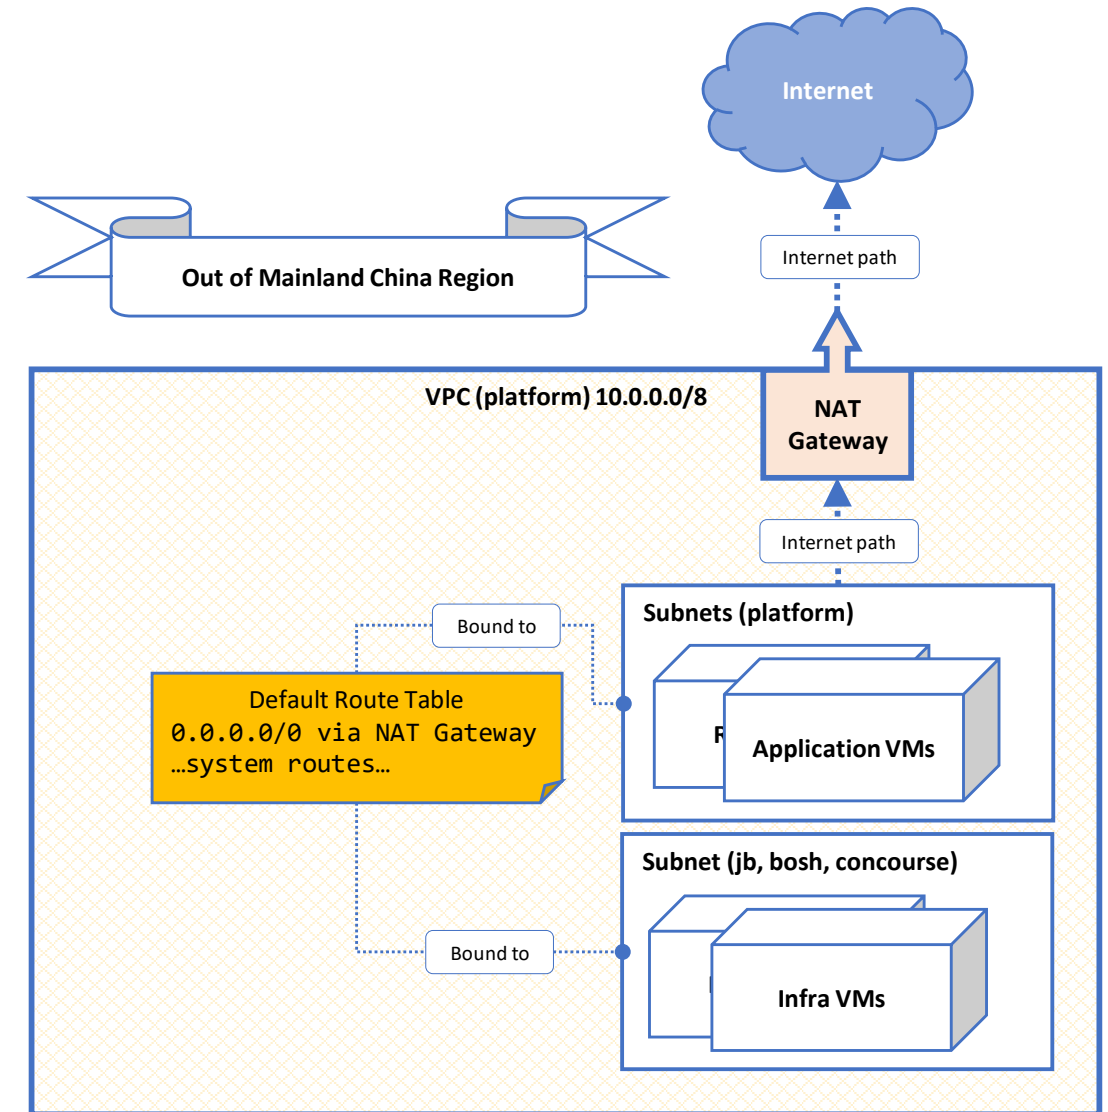 Internet
Internet path
Out of Mainland China Region
VPC (platform) 10.0.0.0/8
NAT
Gateway
Internet path
Subnets (platform)
Bound to
Default Route Table
0.0.0.0/0 via NAT Gateway
…system routes…
Application VMs
Subnet (jb, bosh, concourse)
Bound to
Infra VMs